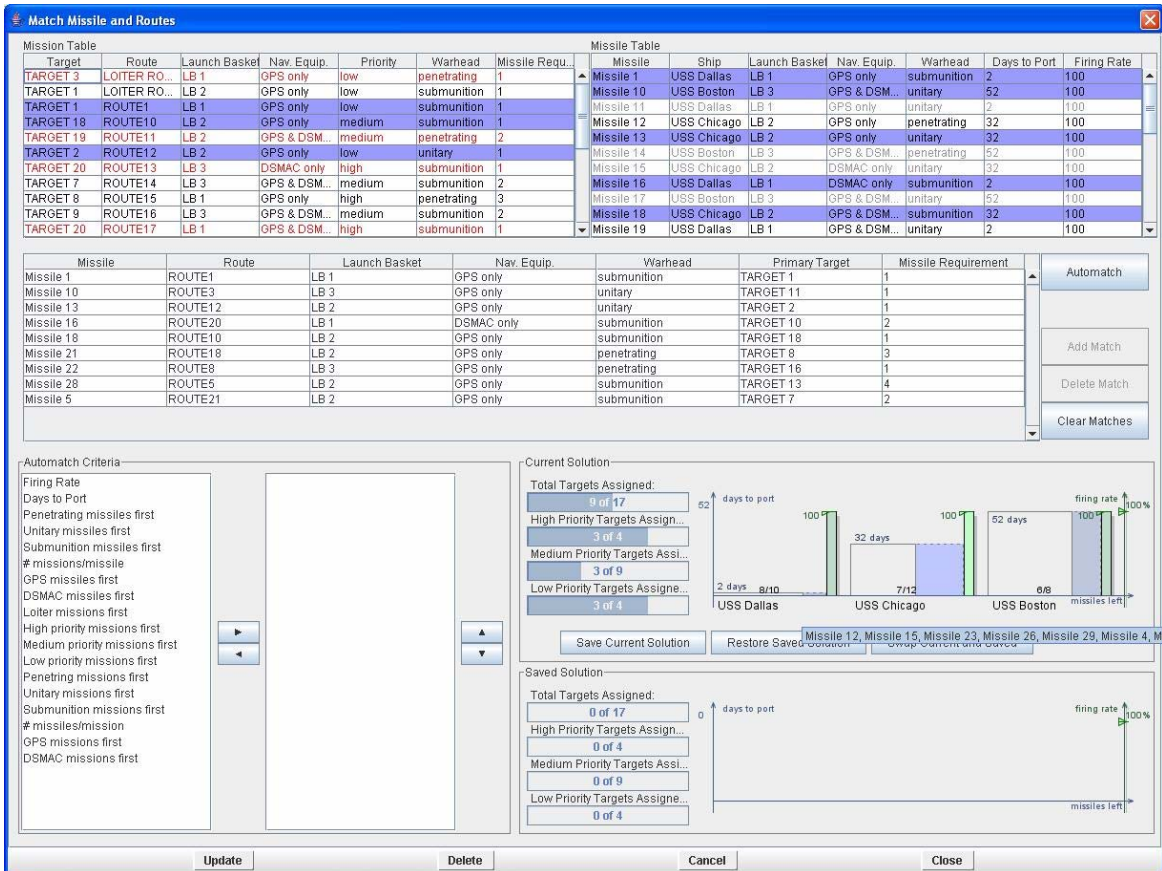 Match Missile and Routes
Mission Table
Target Route Launch Basket Nav. Equip. Priority Warhead Missile Requ...
TARGET 3 LOITER RO... LB 1 GPS only low penetrating 1
TARGET 1 LOITER RO... LB 2 GPS only low submunition 1
TARGET 1 ROUTE1 LB 1 GPS only low submunition 1
TARGET 18 ROUTE10 LB 2 GPS only medium submunition 1
TARGET 19 ROUTE11 LB 2 GPS & DSM... medium penetrating 2
TARGET 2 ROUTE12 LB 2 GPS only low unitary 1
TARGET 20 ROUTE13 LB 3 DSMAC only high submunition 1
TARGET 7 ROUTE14 LB 3 GPS & DSM... medium submunition 2
TARGET 8 ROUTE15 LB 1 GPS only high penetrating 3
TARGET 9 ROUTE16 LB 3 GPS & DSM... medium submunition 2
TARGET 20 ROUTE17 LB 1 GPS & DSM... high submunition 1
Missile Table
Missile Ship Launch Basket Nav. Equip. Warhead Days to Port Firing Rate
Missile 1 USS Dallas LB 1 GPS only submunition 2 100
Missile 10 USS Boston LB 3 GPS & DSM... unitary 52 100
Missile 11 USS Dallas LB 1 GPS only unitary 2 100
Missile 12 USS Chicago LB 2 GPS only penetrating 32 100
Missile 13 USS Chicago LB 2 GPS only unitary 32 100
Missile 14 USS Boston LB 3 GPS & DSM... penetrating 52 100
Missile 15 USS Chicago LB 2 DSMAC only unitary 32 100
Missile 16 USS Dallas LB 1 DSMAC only submunition 2 100
Missile 17 USS Boston LB 3 GPS & DSM... unitary 52 100
Missile 18 USS Chicago LB 2 GPS & DSM... submunition 32 100
Missile 19 USS Dallas LB 1 GPS & DSM... unitary 2 100
Missile Route Launch Basket Nav. Equip. Warhead Primary Target Missile Requirement
Missile 1 ROUTE1 LB 1 GPS only submunition TARGET 1 1
Missile 10 ROUTE3 LB 3 GPS only unitary TARGET 11 1
Missile 13 ROUTE12 LB 2 GPS only unitary TARGET 2 1
Missile 16 ROUTE20 LB 1 DSMAC only submunition TARGET 10 2
Missile 18 ROUTE10 LB 2 GPS only submunition TARGET 18 1
Missile 21 ROUTE18 LB 2 GPS only penetrating TARGET 8 3
Missile 22 ROUTE8 LB 3 GPS only penetrating TARGET 16 1
Missile 28 ROUTE5 LB 2 GPS only submunition TARGET 13 4
Missile 5 ROUTE21 LB 2 GPS only submunition TARGET 7 2
Automatch
Add Match
Delete Match
Clear Matches
Automatch Criteria
Firing Rate
Days to Port
Penetrating missiles first
Unitary missiles first
Submunition missiles first
# missions/missile
GPS missiles first
DSMAC missiles first
Loiter missions first
High priority missions first
Medium priority missions first
Low priority missions first
Penetring missions first
Unitary missions first
Submunition missions first
# missiles/mission
GPS missions first
DSMAC missions first
Current Solution
Total Targets Assigned:
9 of 17
High Priority Targets Assign...
3 of 4
Medium Priority Targets Assi...
3 of 9
Low Priority Targets Assigne...
3 of 4
52 days to port firing rate 100%
100 100 52 days 100
32 days
2 days 8/10 7/12 6/8 missiles left
USS Dallas USS Chicago USS Boston
Missile 12, Missile 15, Missile 23, Missile 26, Missile 29, Missile 4, M
Save Current Solution Restore Saved Solution Swap Current and Saved
Saved Solution
Total Targets Assigned:
0 of 17
High Priority Targets Assign...
0 of 4
Medium Priority Targets Assi...
0 of 9
Low Priority Targets Assigne...
0 of 4
0 days to port firing rate 100%
missiles left
Update Delete Cancel Close